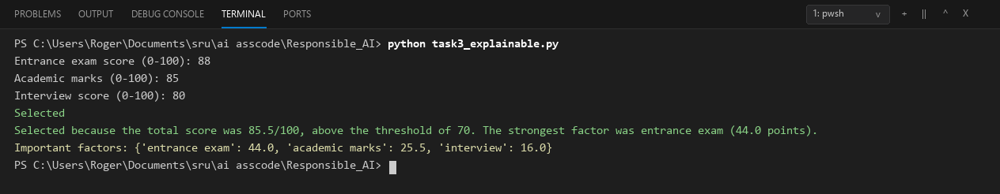 PROBLEMS OUTPUT DEBUG CONSOLE TERMINAL PORTS 1: pwsh v + || ^ X
PS C:\Users\Roger\Documents\sru\ai asscode\Responsible_AI> python task3_explainable.py
Entrance exam score (0-100): 88
Academic marks (0-100): 85
Interview score (0-100): 80
Selected
Selected because the total score was 85.5/100, above the threshold of 70. The strongest factor was entrance exam (44.0 points).
Important factors: {'entrance exam': 44.0, 'academic marks': 25.5, 'interview': 16.0}
PS C:\Users\Roger\Documents\sru\ai asscode\Responsible_AI>